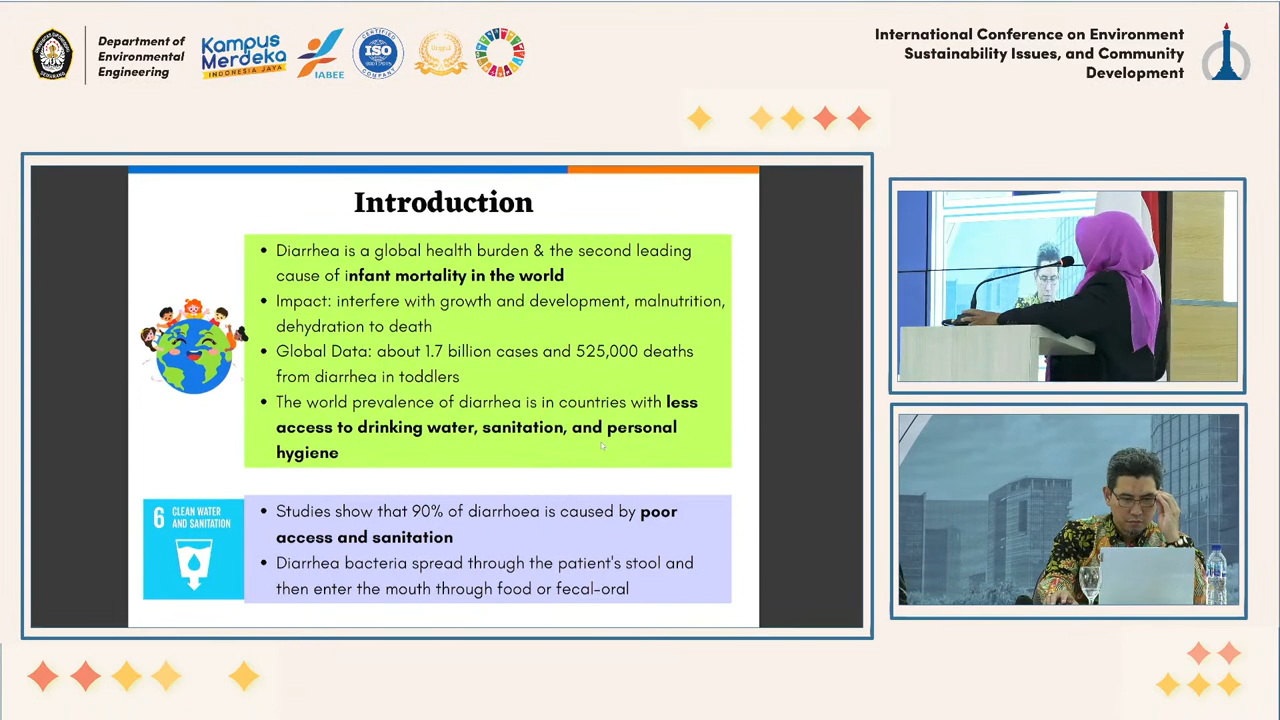 Department of
Environmental
Engineering
Kampus
Merdeka
INDONESIA JAYA
IABEE
CERTIFIED
ISO
COMPANY
International Conference on Environment
Sustainability Issues, and Community
Development
Introduction
• Diarrhea is a global health burden & the second leading
cause of infant mortality in the world
• Impact: interfere with growth and development, malnutrition,
dehydration to death
• Global Data: about 1.7 billion cases and 525,000 deaths
from diarrhea in toddlers
• The world prevalence of diarrhea is in countries with less
access to drinking water, sanitation, and personal
hygiene
6 CLEAN WATER
AND SANITATION
• Studies show that 90% of diarrhoea is caused by poor
access and sanitation
• Diarrhea bacteria spread through the patient's stool and
then enter the mouth through food or fecal-oral